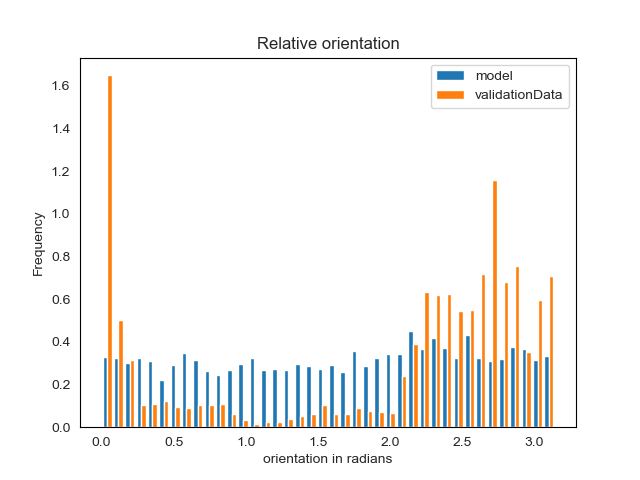 Relative orientation
model
validationData
Frequency
1.6
1.4
1.2
1.0
0.8
0.6
0.4
0.2
0.0
0.0 0.5 1.0 1.5 2.0 2.5 3.0
orientation in radians